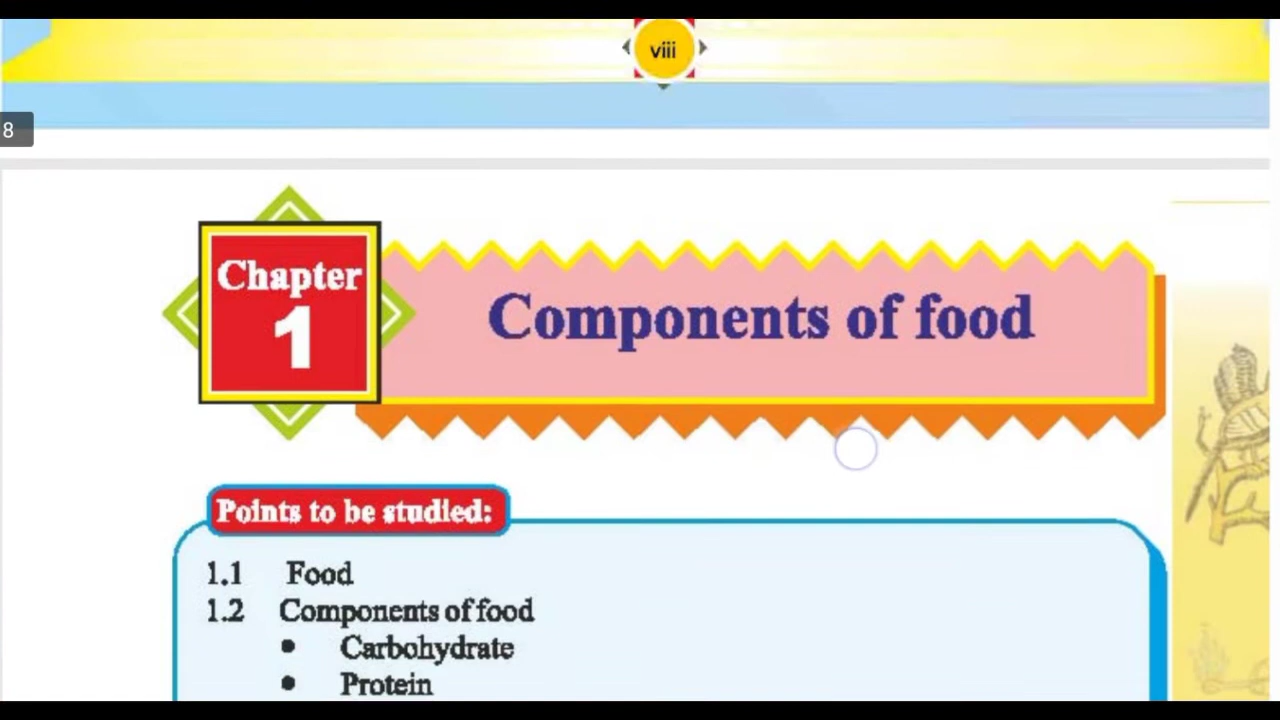 viii
8
Chapter
1
Components of food
Points to be studied:
1.1 Food
1.2 Components of food
• Carbohydrate
• Protein